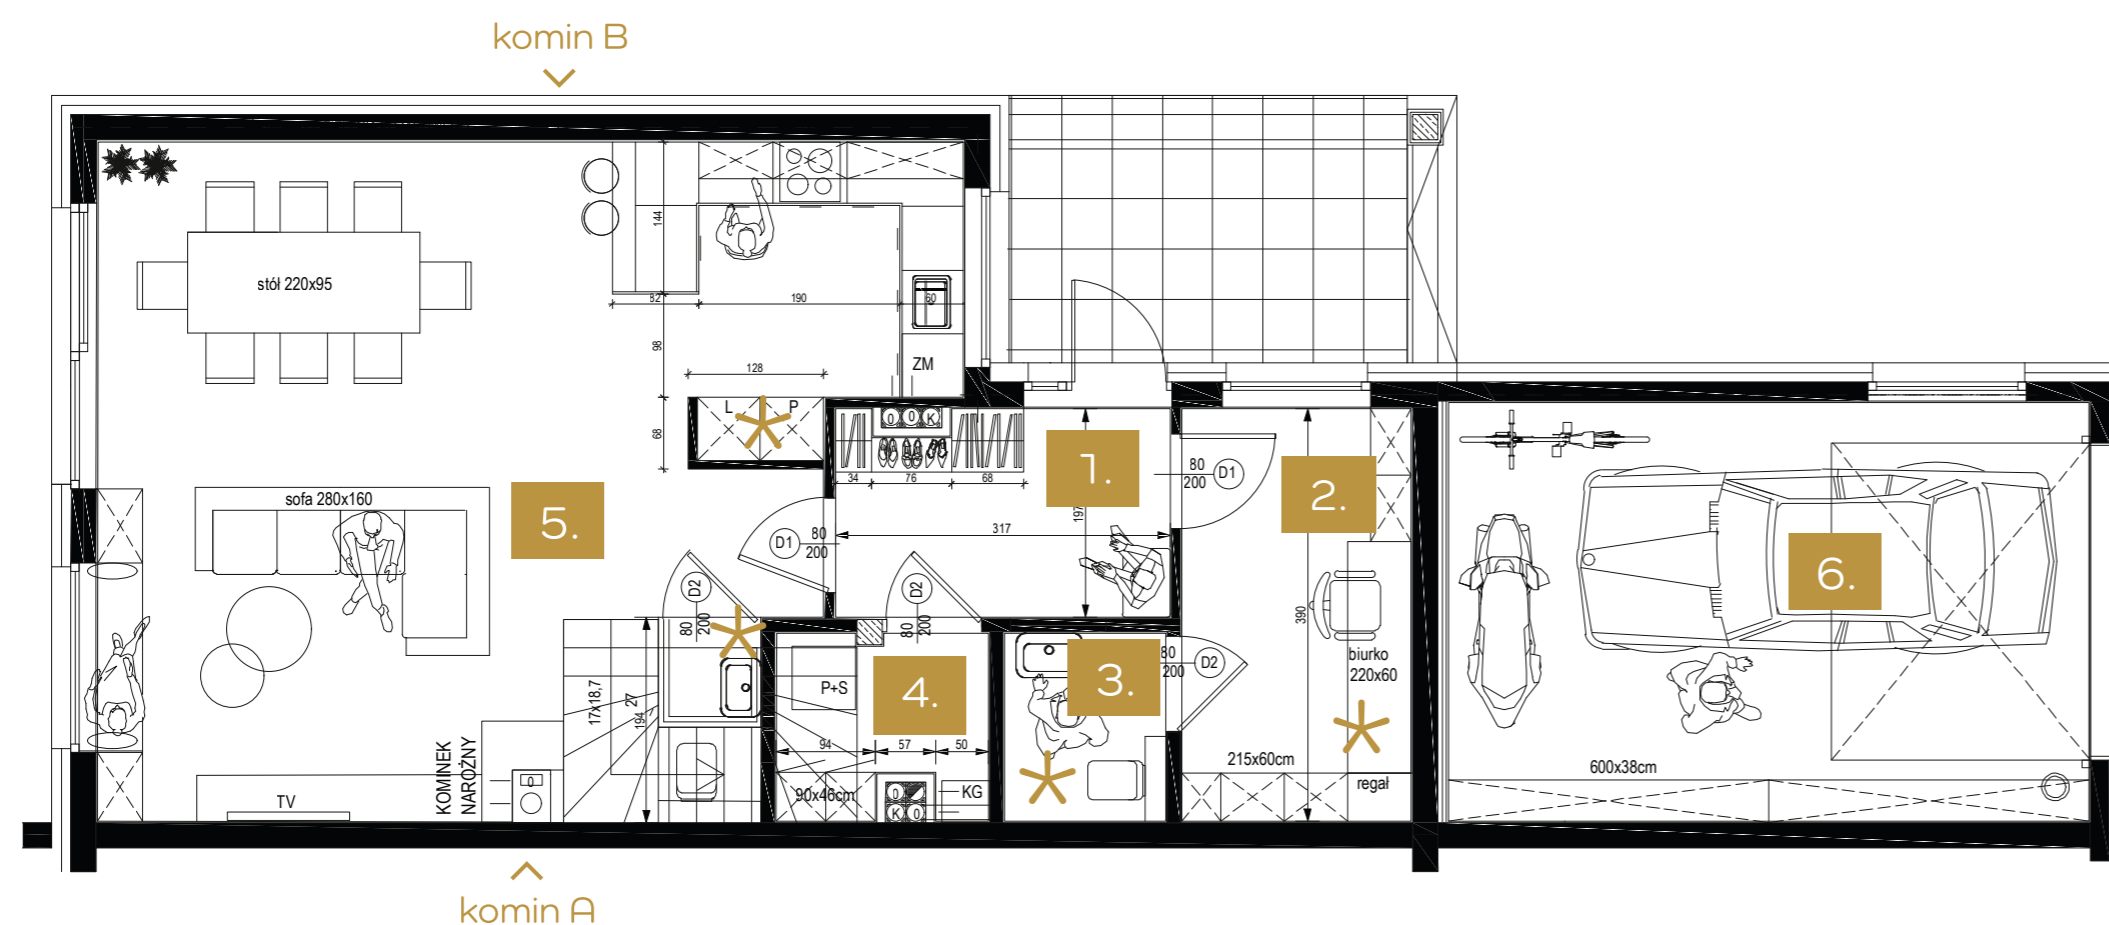 komin B
stół 220x95
144
82
190
60
98
ZM
128
L
P
68
O
O
K
34
76
68
1.
197
80
200
D1
2.
sofa 280x160
5.
317
D1
80
200
D2
80
200
D2
80
200
390
6.
biurko
220x60
3.
80
200
D2
P+S
4.
17x18,7
27
194
KOMINEK
NAROŻNY
94
57
50
TV
O
90x46cm
O
K
O
KG
215x60cm
regał
600x38cm
komin A